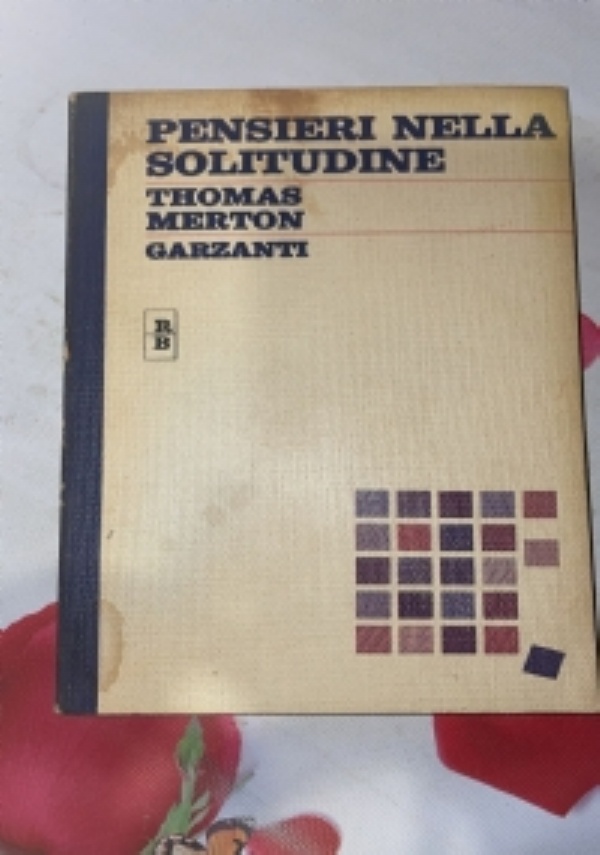 PENSIERI NELLA
SOLITUDINE
THOMAS
MERTON
GARZANTI
R
B